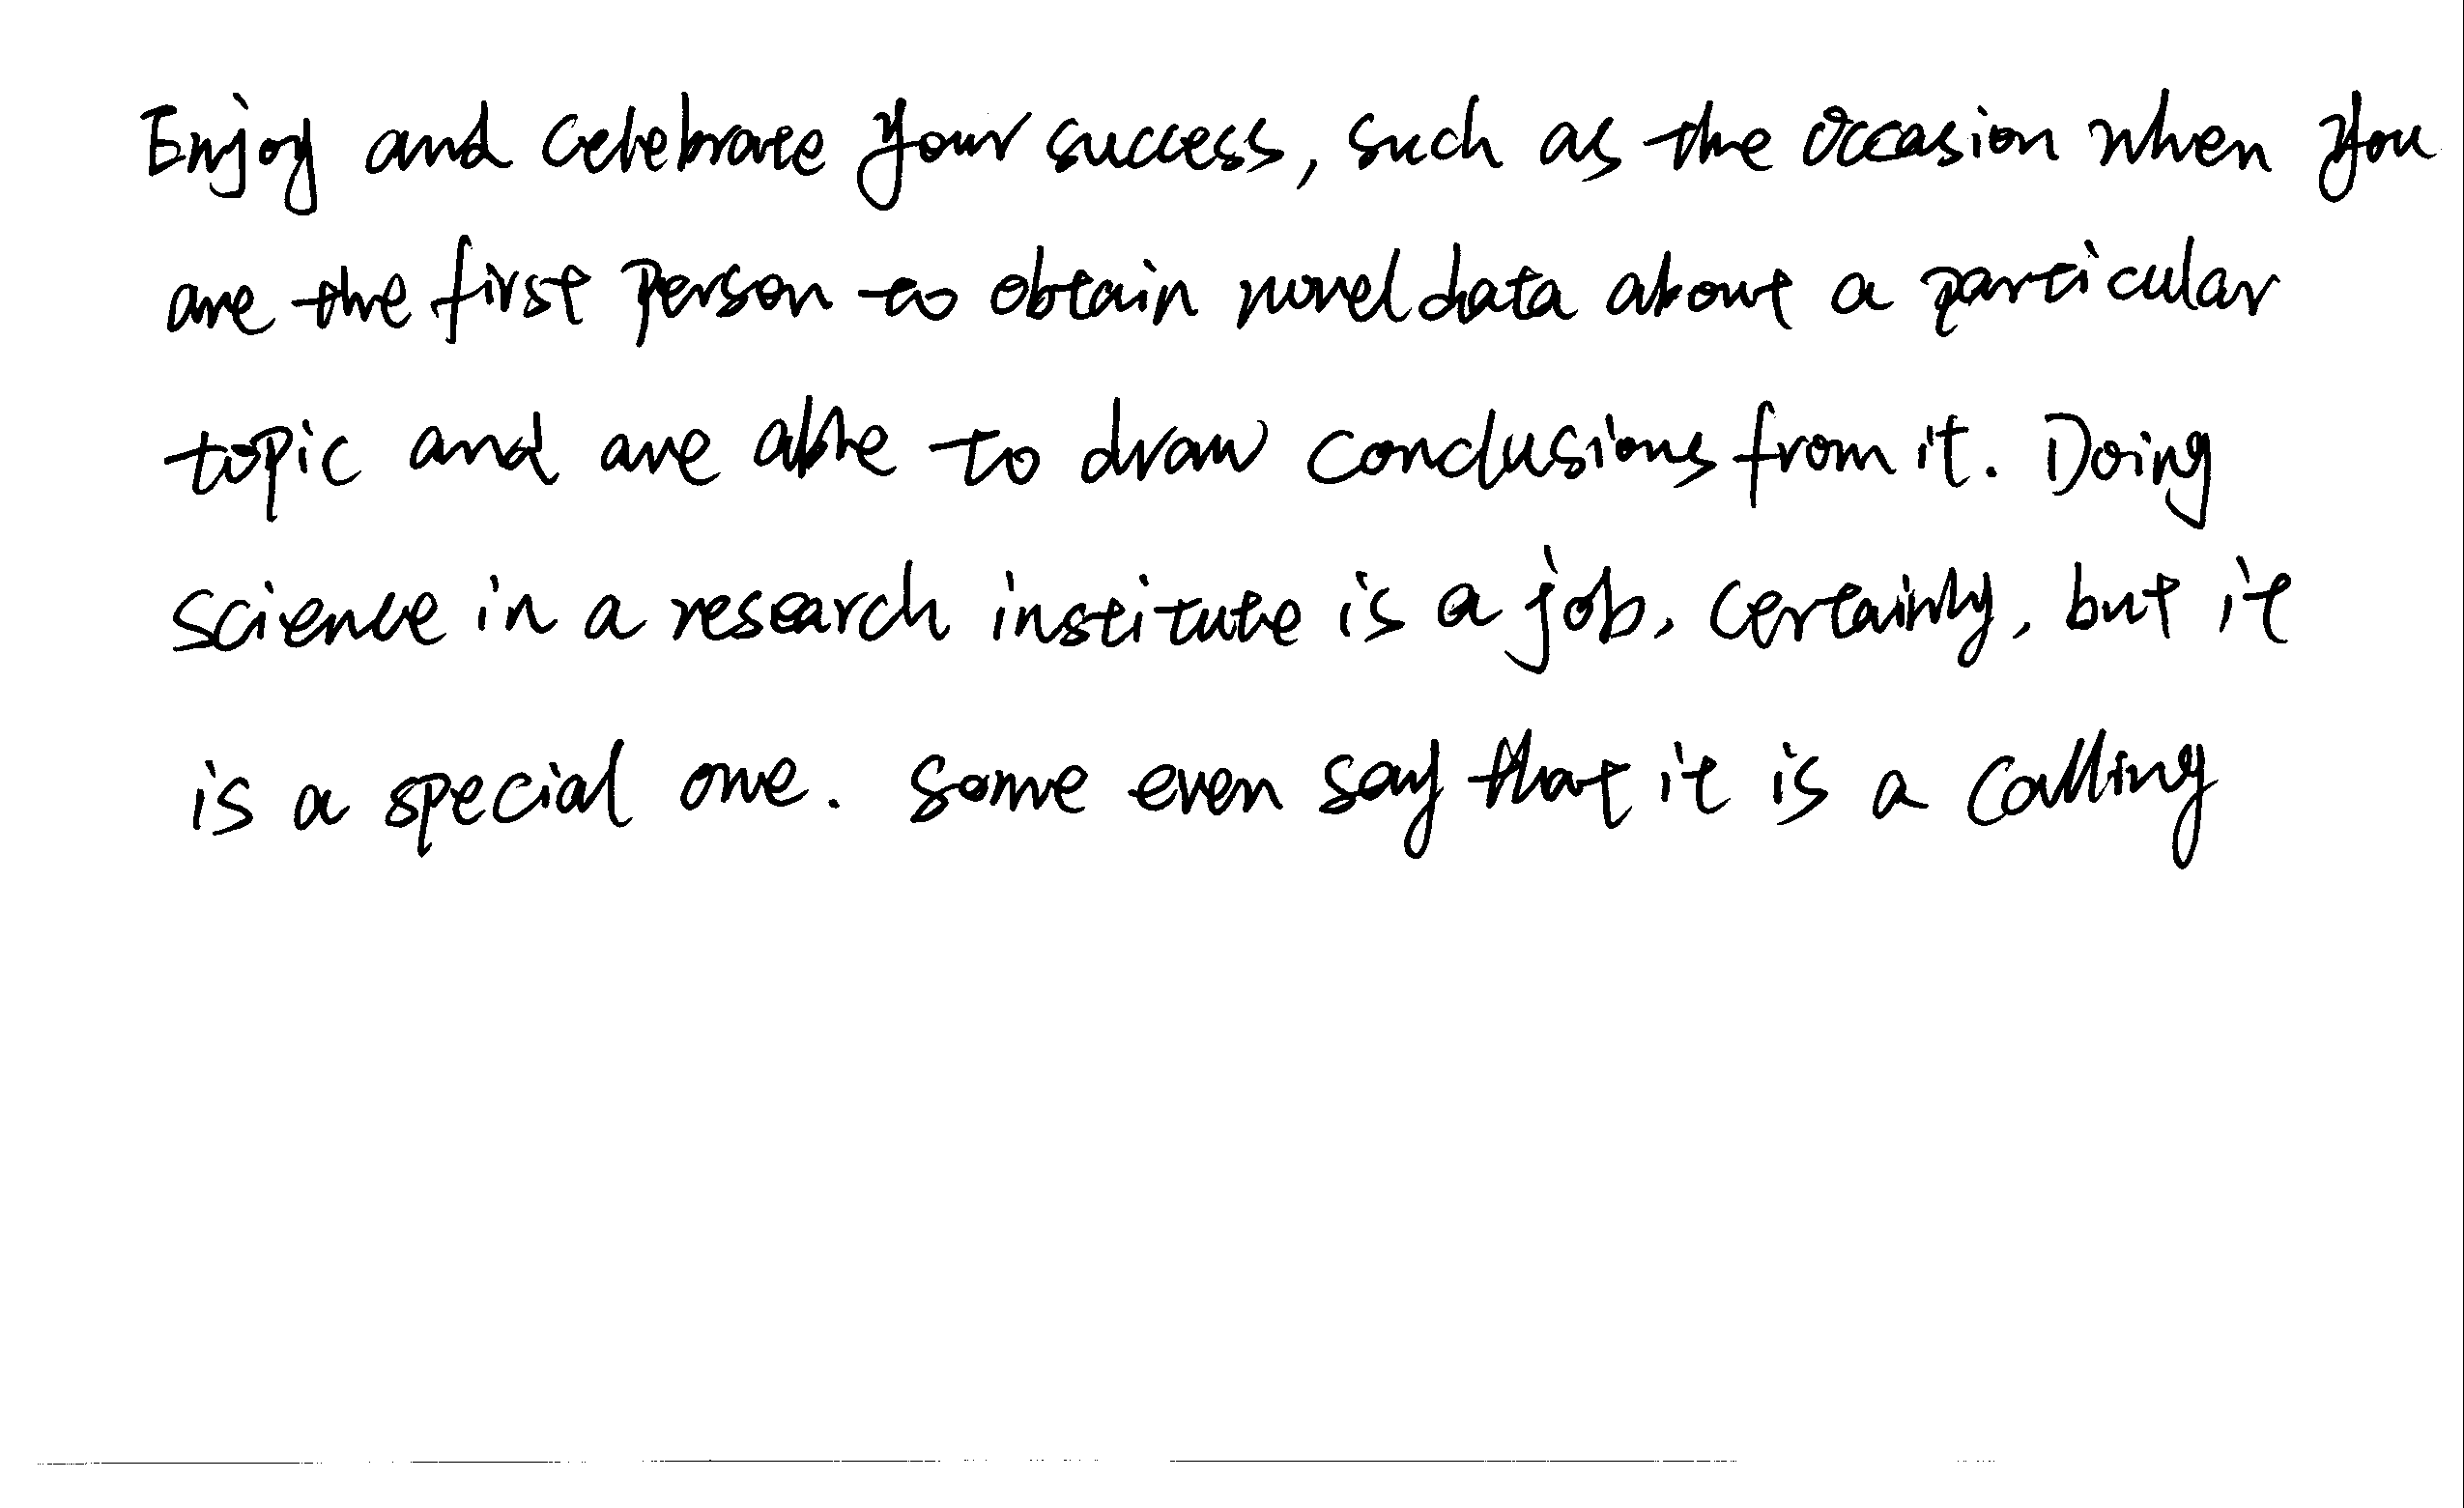 Enjoy and celebrate your success, such as the occasion when you
are the first person to obtain novel data about a particular
topic and are able to draw conclusions from it. Doing
science in a research institute is a job, certainly, but it
is a special one. some even say that it is a calling